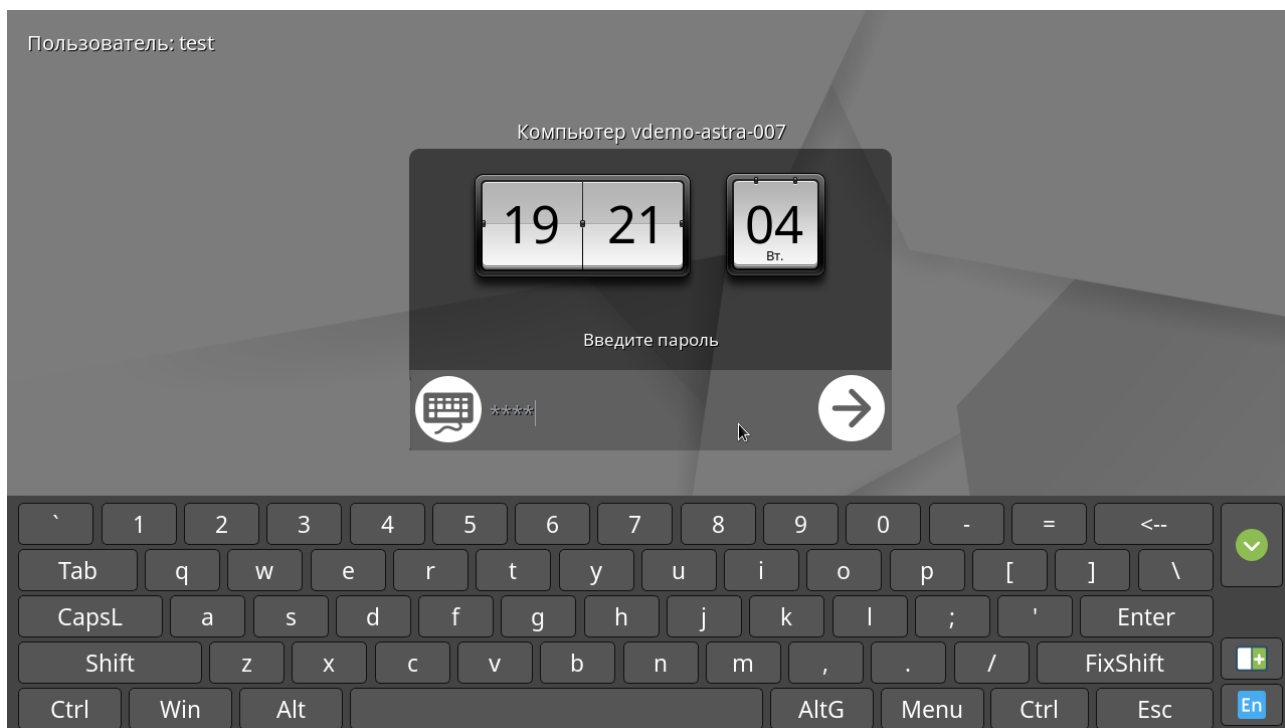 Пользователь: test
Компьютер vdemo-astra-007
19 21 04
Вт.
Введите пароль
****
` 1 2 3 4 5 6 7 8 9 0 - = <--
Tab q w e r t y u i o p [ ] \
CapsL a s d f g h j k l ; ' Enter
Shift z x c v b n m , . / FixShift
Ctrl Win Alt AltG Menu Ctrl Esc En